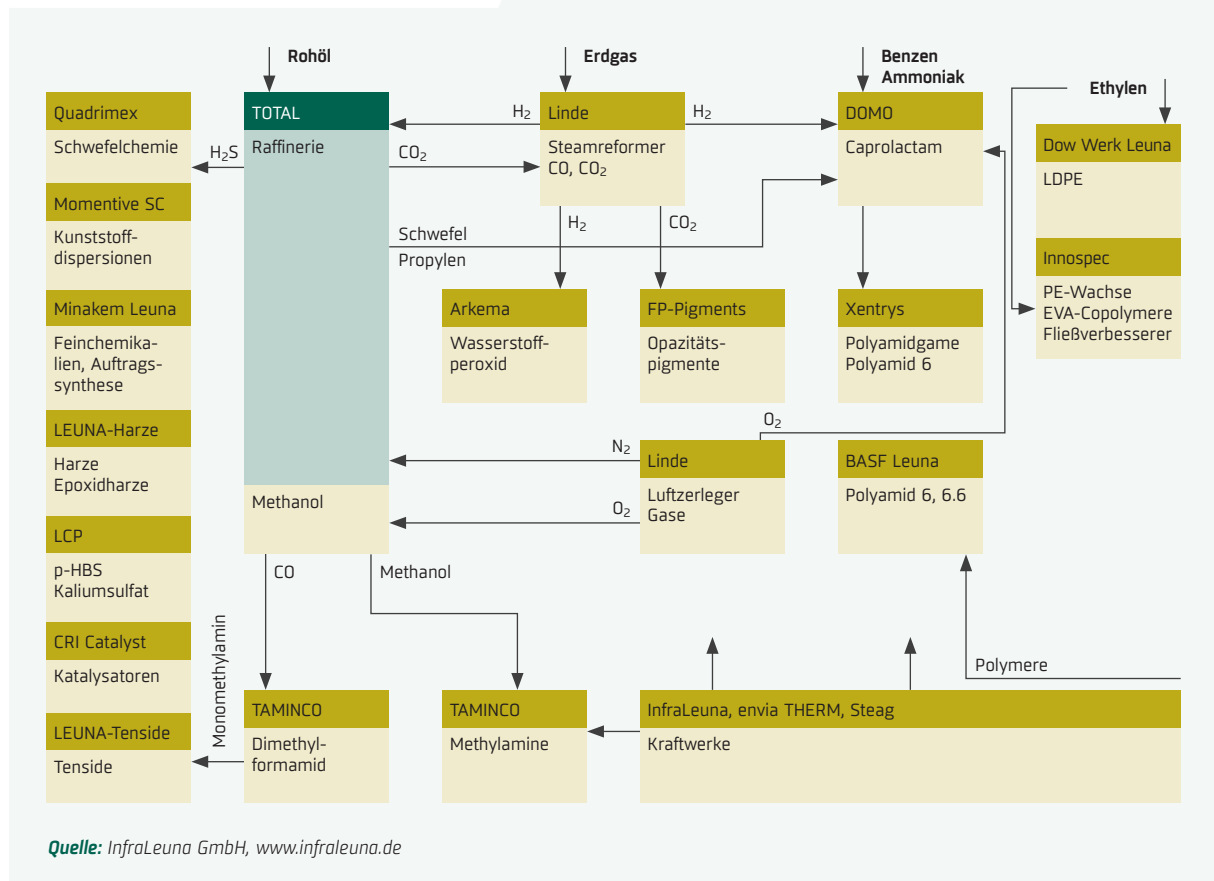 Rohöl
Erdgas
Benzen
Ammoniak
Ethylen
Quadrimex
Schwefelchemie
H₂S
Momentive SC
Kunststoff-
dispersionen
Minakem Leuna
Feinchemika-
lien, Auftrags-
synthese
LEUNA-Harze
Harze
Epoxidharze
LCP
p-HBS
Kaliumsulfat
CRI Catalyst
Katalysatoren
LEUNA-Tenside
Tenside
TOTAL
Raffinerie
H₂
CO₂
Schwefel
Propylen
Methanol
CO
Methanol
Monomethylamin
TAMINCO
Dimethyl-
formamid
Linde
Steamreformer
CO, CO₂
H₂
H₂
CO₂
Arkema
Wasserstoff-
peroxid
FP-Pigments
Opazitäts-
pigmente
DOMO
Caprolactam
Xentrys
Polyamidgame
Polyamid 6
Dow Werk Leuna
LDPE
Innospec
PE-Wachse
EVA-Copolymere
Fließverbesserer
O₂
N₂
O₂
Linde
Luftzerleger
Gase
BASF Leuna
Polyamid 6, 6.6
Polymere
TAMINCO
Methylamine
InfraLeuna, envia THERM, Steag
Kraftwerke
Quelle: InfraLeuna GmbH, www.infraleuna.de